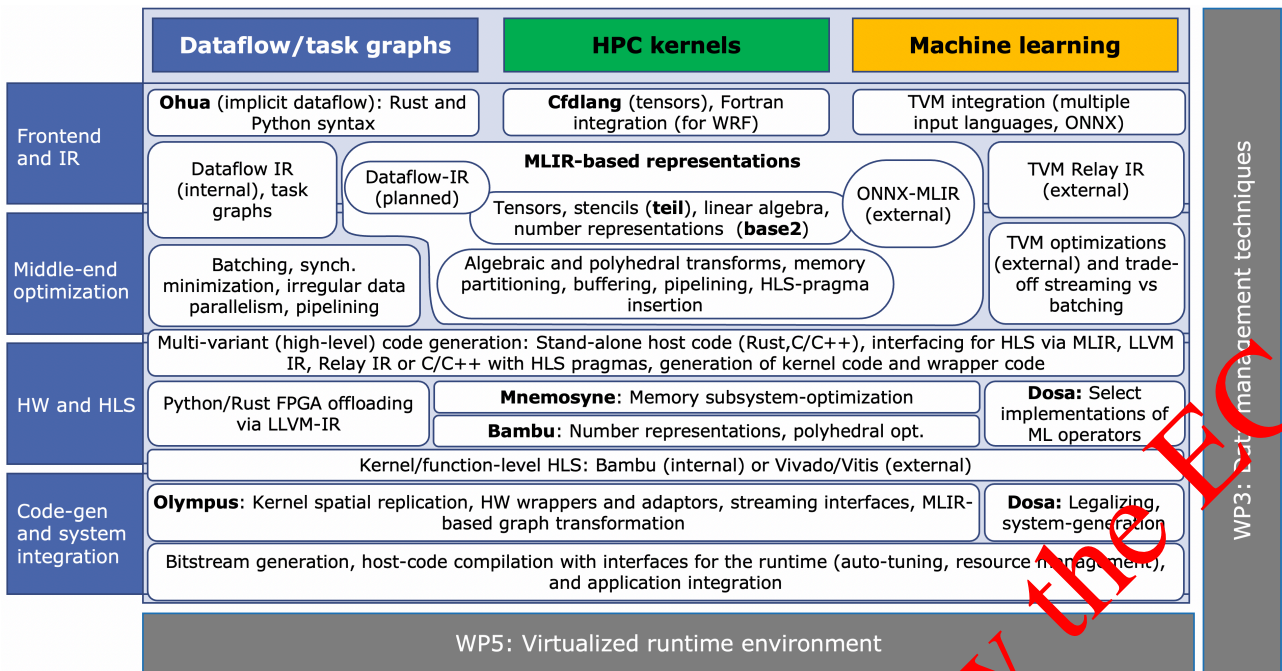 Dataflow/task graphs
HPC kernels
Machine learning
Frontend
and IR
Ohua (implicit dataflow): Rust and
Python syntax
Cfdlang (tensors), Fortran
integration (for WRF)
TVM integration (multiple
input languages, ONNX)
Dataflow IR
(internal), task
graphs
MLIR-based representations
Dataflow-IR
(planned)
Tensors, stencils (teil), linear algebra,
number representations (base2)
ONNX-MLIR
(external)
TVM Relay IR
(external)
Middle-end
optimization
Batching, synch.
minimization, irregular data
parallelism, pipelining
Algebraic and polyhedral transforms, memory
partitioning, buffering, pipelining, HLS-pragma
insertion
TVM optimizations
(external) and trade-
off streaming vs
batching
Multi-variant (high-level) code generation: Stand-alone host code (Rust,C/C++), interfacing for HLS via MLIR, LLVM
IR, Relay IR or C/C++ with HLS pragmas, generation of kernel code and wrapper code
HW and HLS
Python/Rust FPGA offloading
via LLVM-IR
Mnemosyne: Memory subsystem-optimization
Bambu: Number representations, polyhedral opt.
Dosa: Select
implementations of
ML operators
Kernel/function-level HLS: Bambu (internal) or Vivado/Vitis (external)
Code-gen
and system
integration
Olympus: Kernel spatial replication, HW wrappers and adaptors, streaming interfaces, MLIR-
based graph transformation
Dosa: Legalizing,
system-generation
Bitstream generation, host-code compilation with interfaces for the runtime (auto-tuning, resource management),
and application integration
WP5: Virtualized runtime environment
WP3: Data management techniques
y the EC